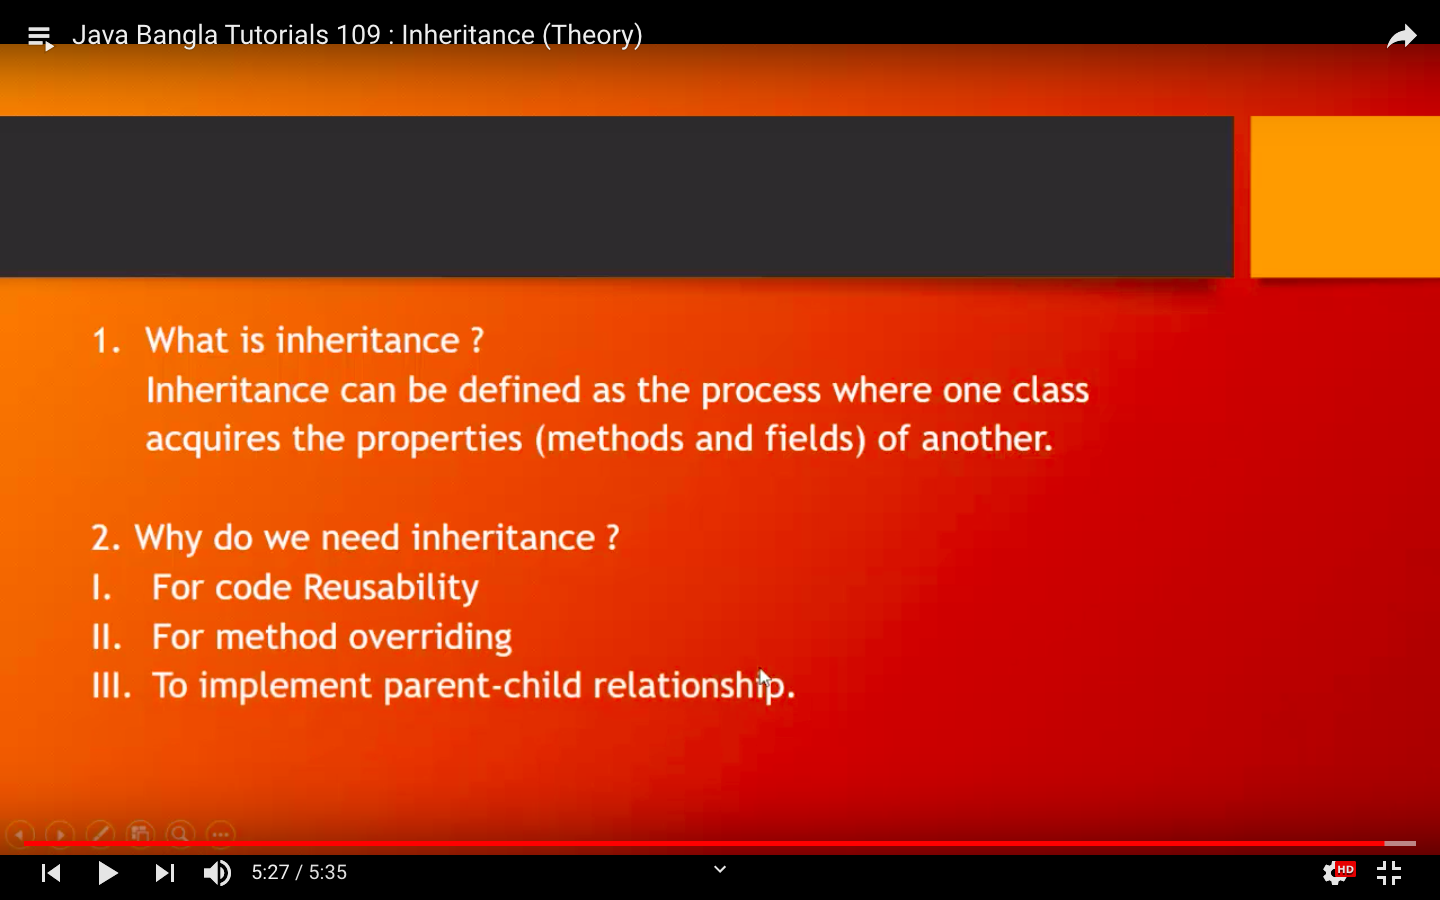 Java Bangla Tutorials 109 : Inheritance (Theory)
1. What is inheritance ?
Inheritance can be defined as the process where one class
acquires the properties (methods and fields) of another.
2. Why do we need inheritance ?
I. For code Reusability
II. For method overriding
III. To implement parent-child relationship.
5:27 / 5:35
HD